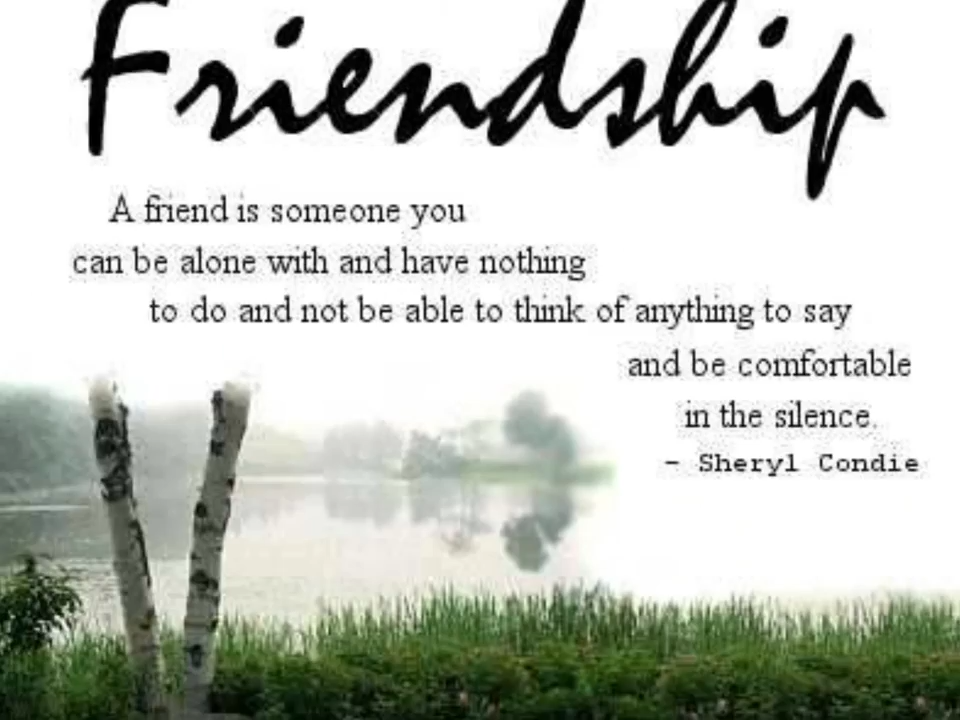 Friendship
A friend is someone you
can be alone with and have nothing
to do and not be able to think of anything to say
and be comfortable
in the silence.
- Sheryl Condie